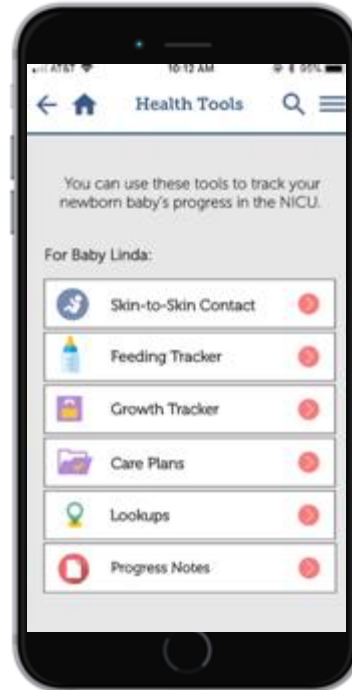 AT&T 10:12 AM 95%
Health Tools
You can use these tools to track your
newborn baby's progress in the NICU.
For Baby Linda:
Skin-to-Skin Contact
Feeding Tracker
Growth Tracker
Care Plans
Lookups
Progress Notes